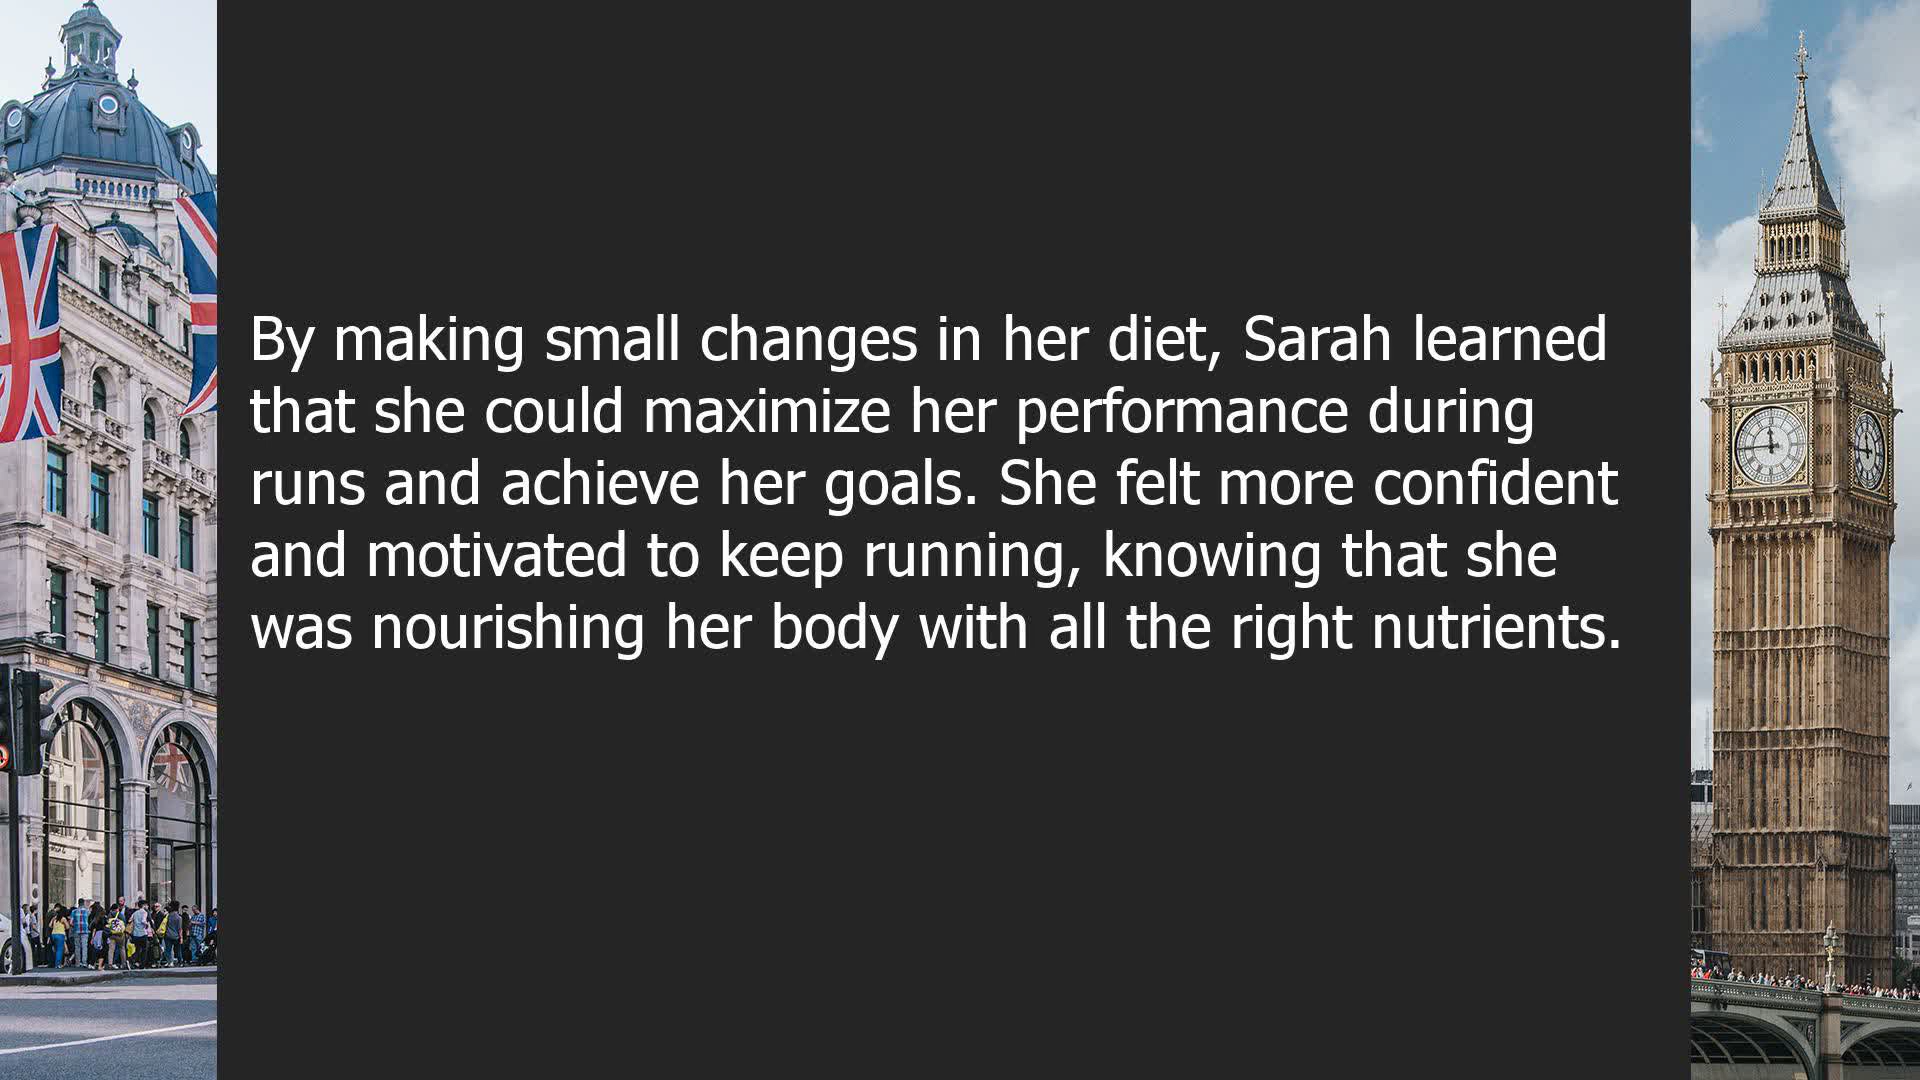 By making small changes in her diet, Sarah learned
that she could maximize her performance during
runs and achieve her goals. She felt more confident
and motivated to keep running, knowing that she
was nourishing her body with all the right nutrients.